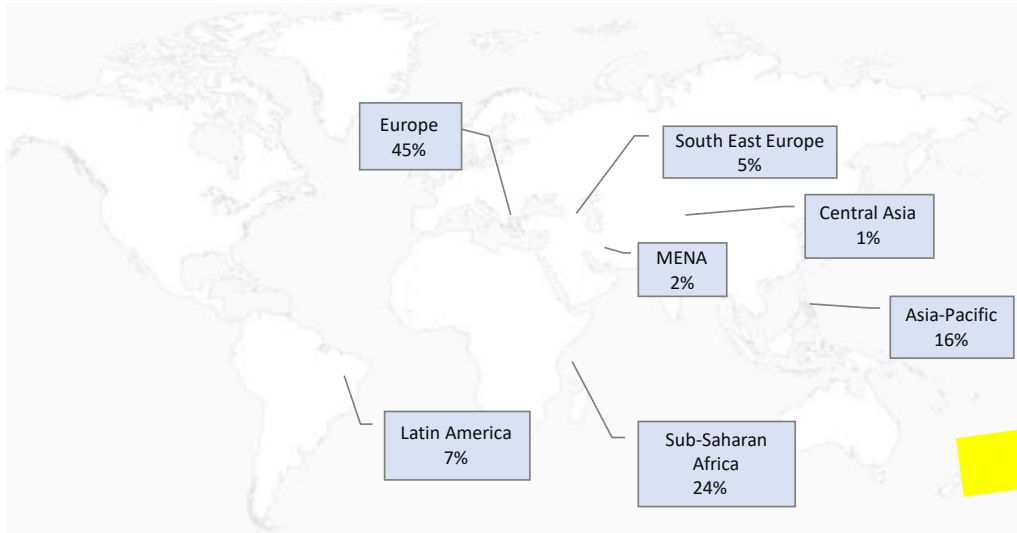 Europe
45%
South East Europe
5%
Central Asia
1%
MENA
2%
Asia-Pacific
16%
Latin America
7%
Sub-Saharan
Africa
24%